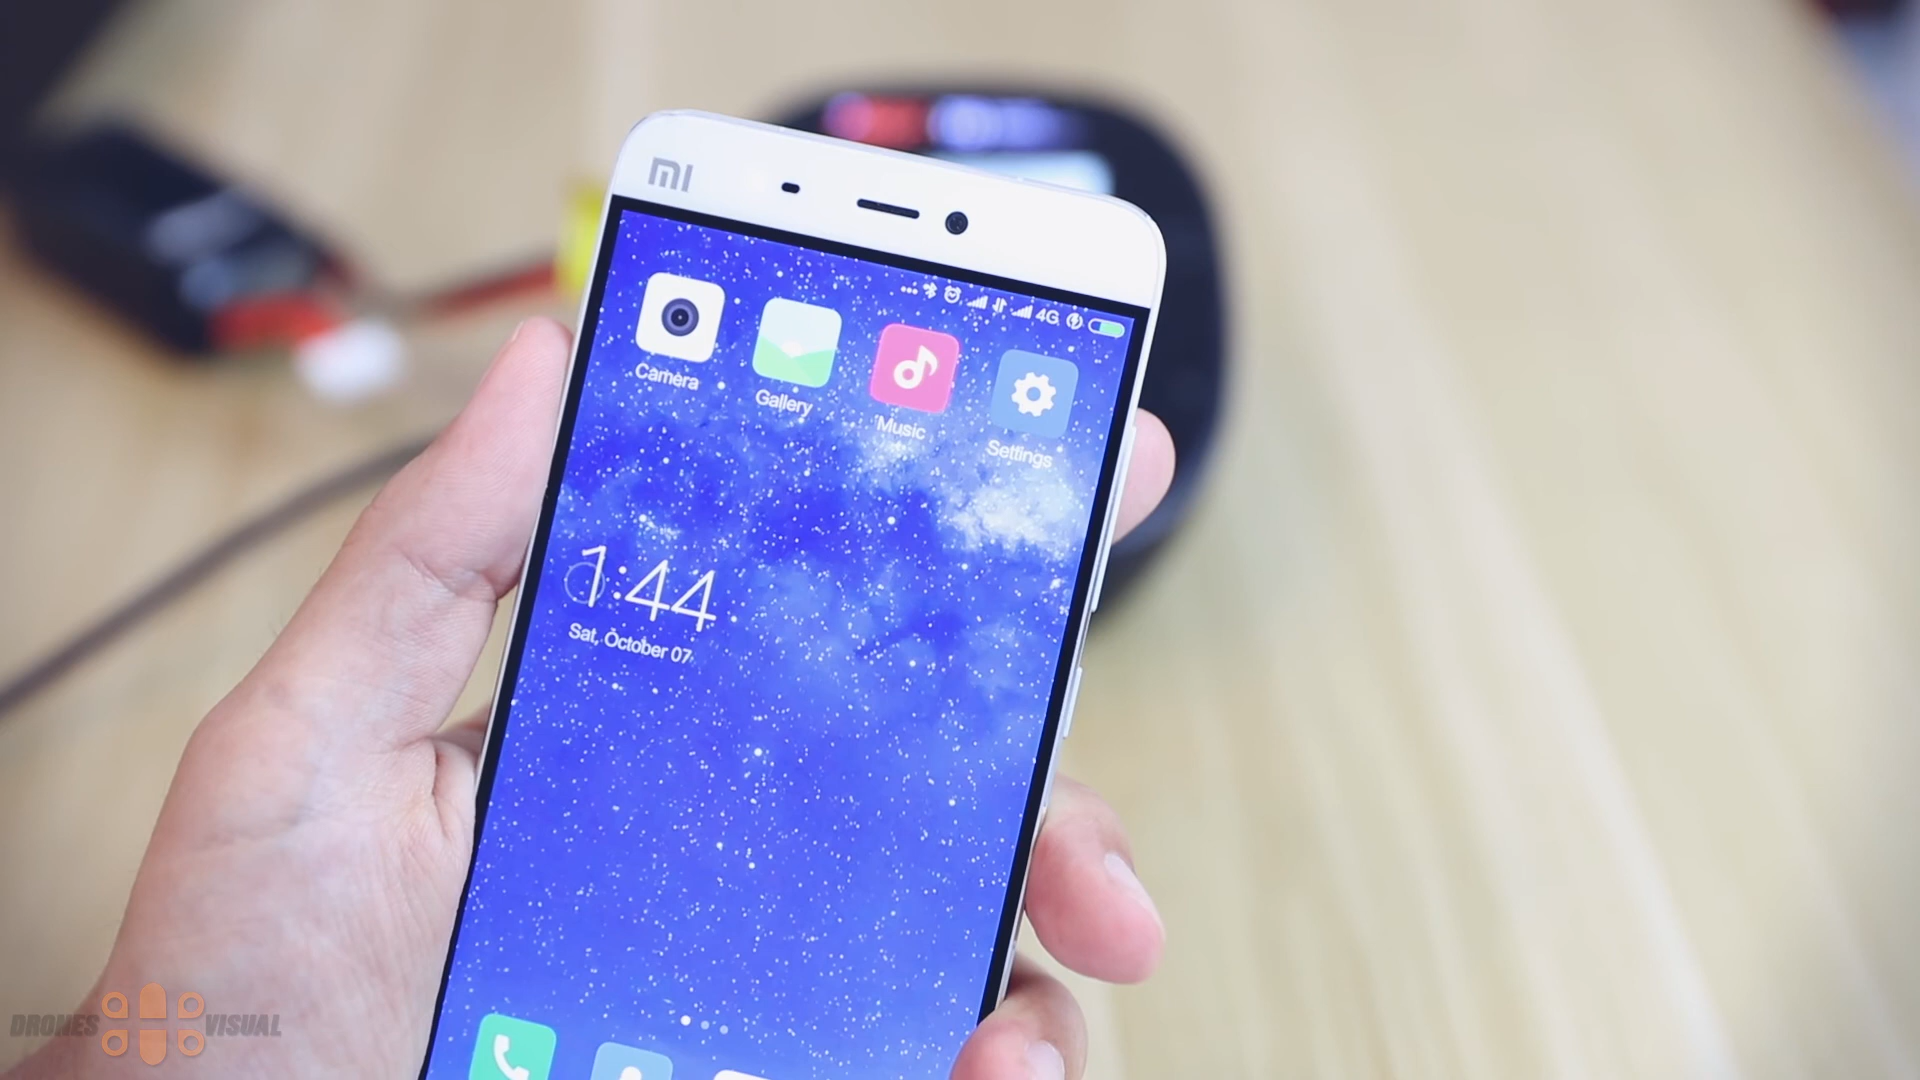 mi
4G
Camera
Gallery
Music
Settings
1:44
Sat, October 07
DRONES VISUAL